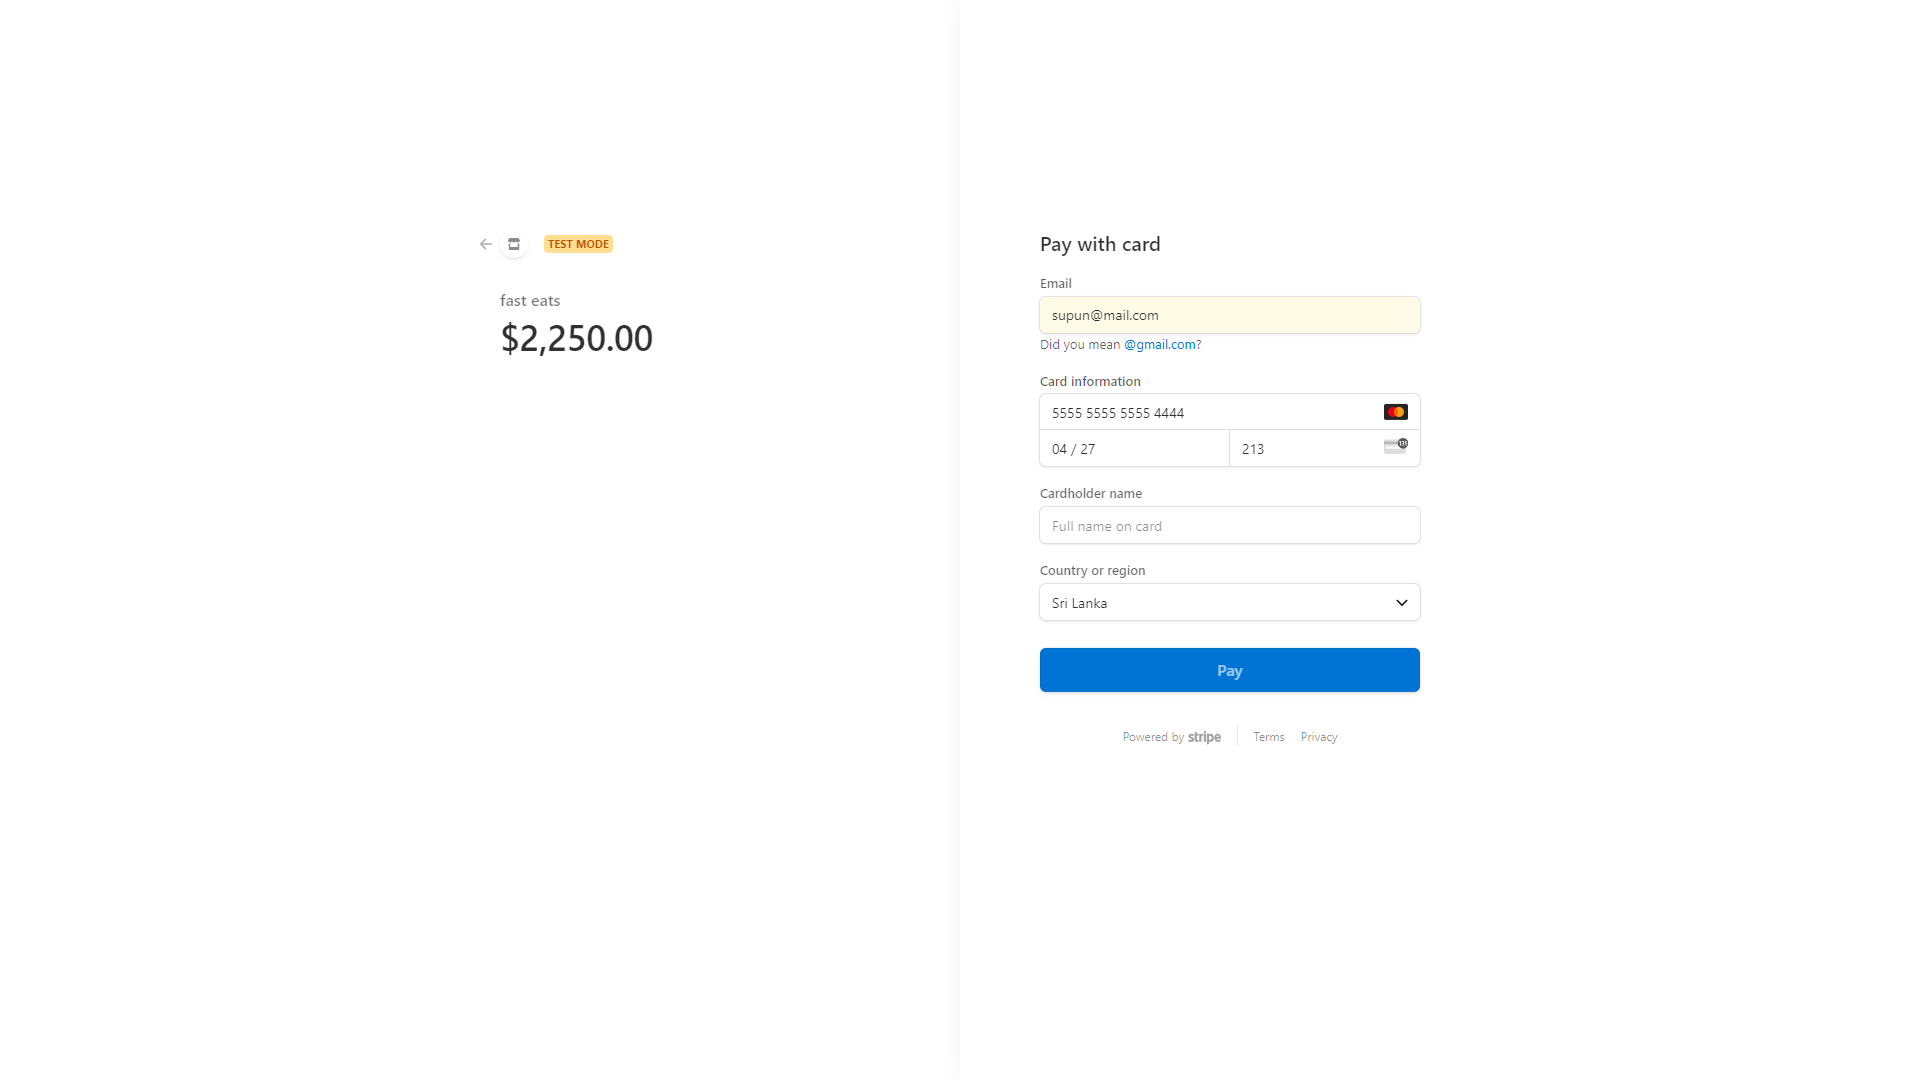 TEST MODE
fast eats
$2,250.00
Pay with card
Email
supun@mail.com
Did you mean @gmail.com?
Card information
5555 5555 5555 4444
04 / 27
213
135
Cardholder name
Full name on card
Country or region
Sri Lanka
Pay
Powered by stripe
Terms
Privacy